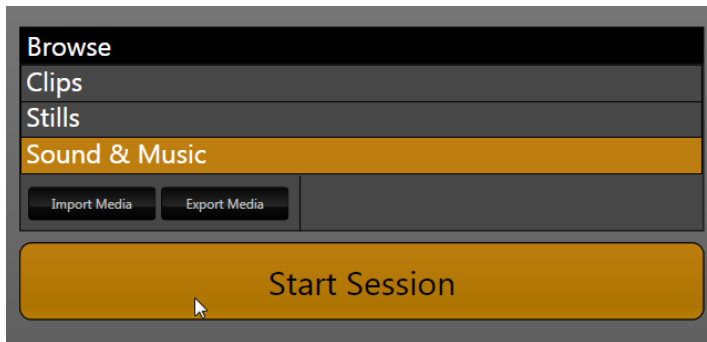 Browse
Clips
Stills
Sound & Music
Import Media Export Media
Start Session